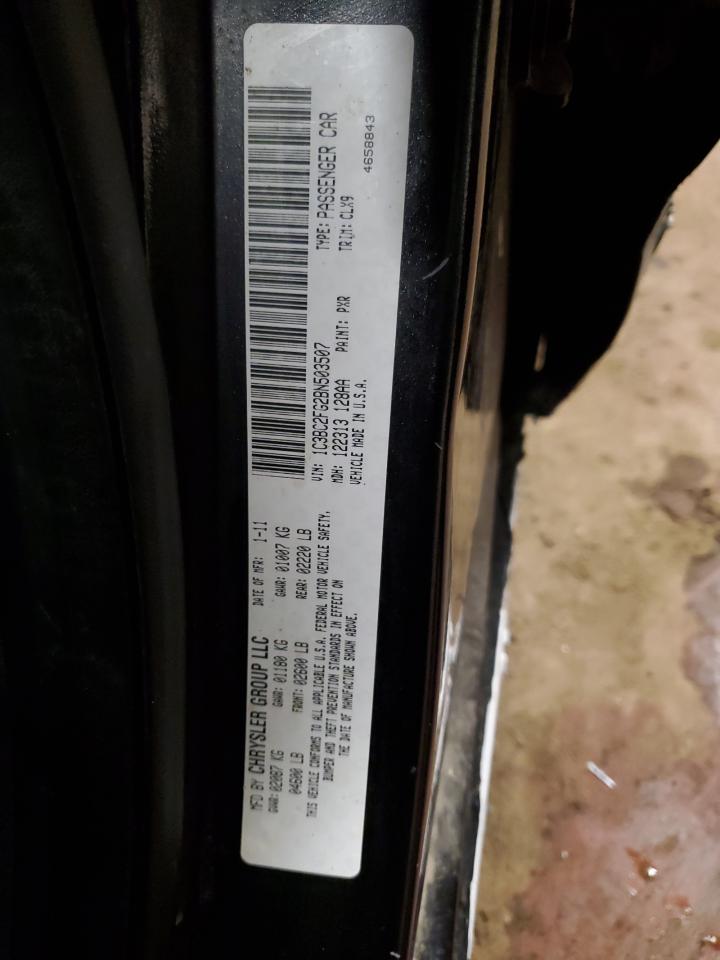 MFD BY CHRYSLER GROUP LLC DATE OF MFR: 1-11
GVWR: 02087 KG GAWR: 01180 KG GAWR: 01007 KG
04600 LB FRONT: 02600 LB REAR: 02220 LB
THIS VEHICLE CONFORMS TO ALL APPLICABLE U.S.A. FEDERAL MOTOR VEHICLE SAFETY,
BUMPER AND THEFT PREVENTION STANDARDS IN EFFECT ON
THE DATE OF MANUFACTURE SHOWN ABOVE.
VIN: 1C3BC2FG2BN503507 TYPE: PASSENGER CAR
MDH: 122313 128AA PAINT: PXR TRIM: CLX9
VEHICLE MADE IN U.S.A. 4658843